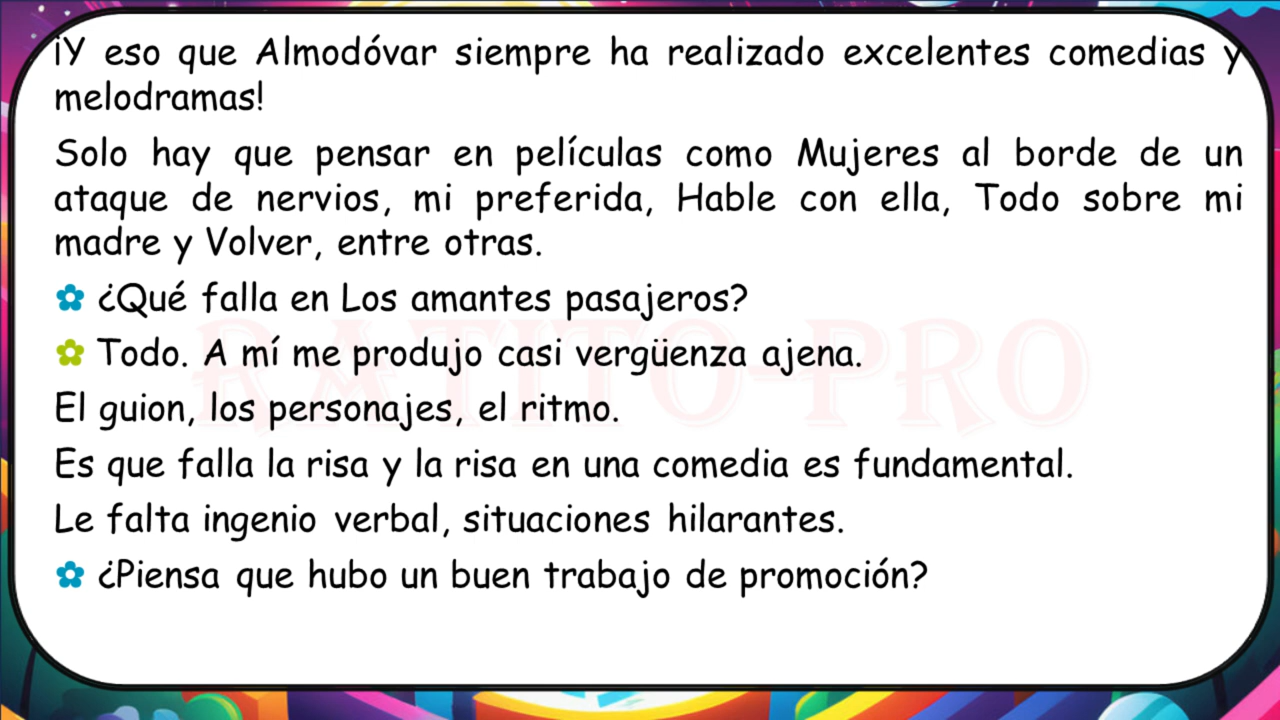 ¡Y eso que Almodóvar siempre ha realizado excelentes comedias y
melodramas!
Solo hay que pensar en películas como Mujeres al borde de un
ataque de nervios, mi preferida, Hable con ella, Todo sobre mi
madre y Volver, entre otras.
¿Qué falla en Los amantes pasajeros?
Todo. A mí me produjo casi vergüenza ajena.
El guion, los personajes, el ritmo.
Es que falla la risa y la risa en una comedia es fundamental.
Le falta ingenio verbal, situaciones hilarantes.
¿Piensa que hubo un buen trabajo de promoción?
RATITO-PRO